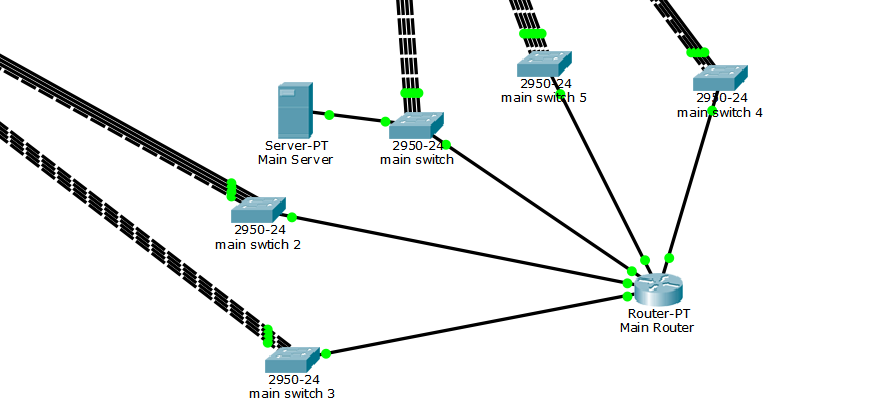 2950-24
main switch 5
2950-24
main switch 4
Server-PT
Main Server
2950-24
main switch
2950-24
main swtich 2
Router-PT
Main Router
2950-24
main switch 3